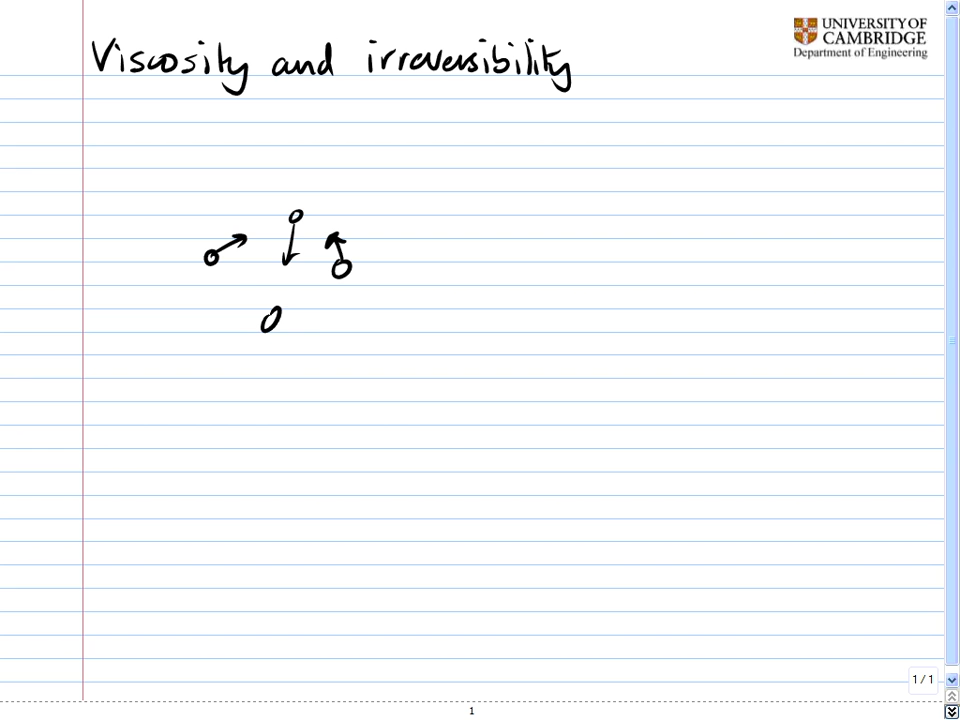 Viscosity and irreversibility
UNIVERSITY OF
CAMBRIDGE
Department of Engineering
1 / 1
1